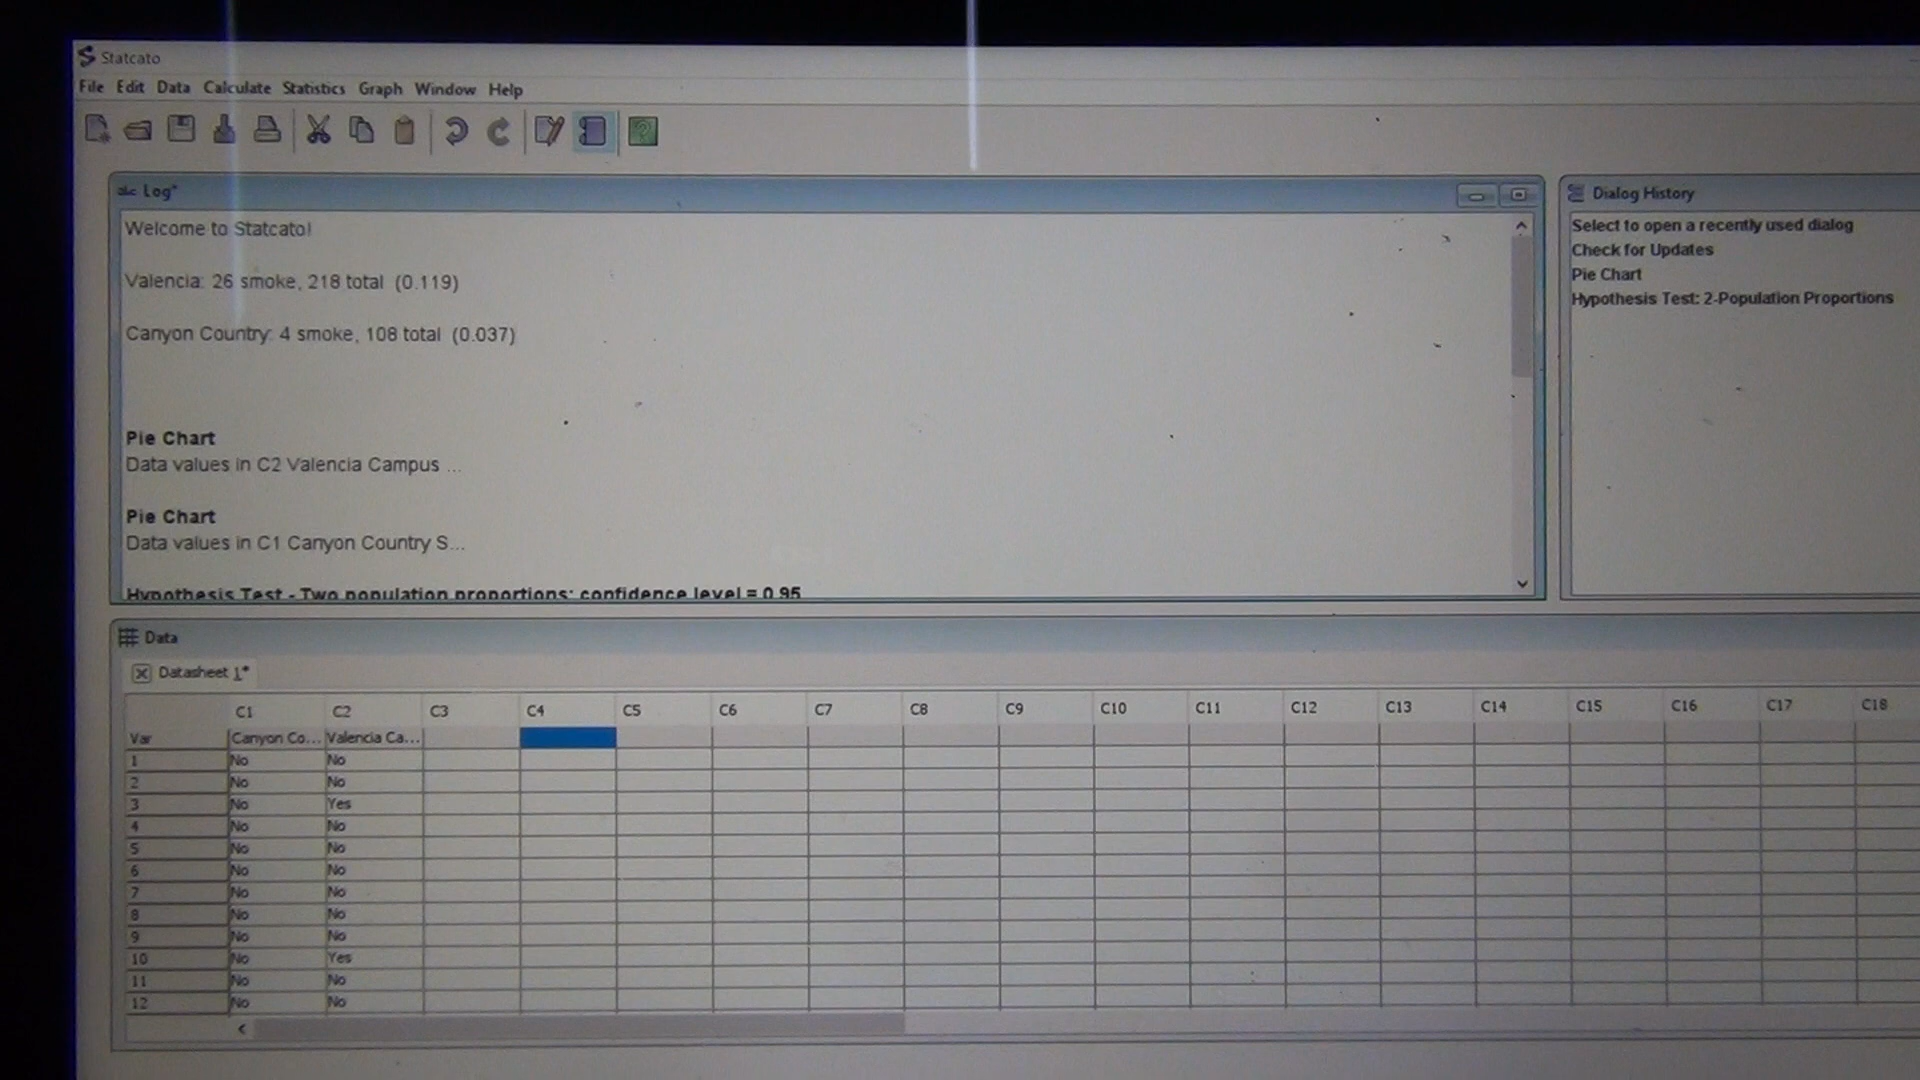 Statcato
File Edit Data Calculate Statistics Graph Window Help
abc Log*
Welcome to Statcato!
Valencia: 26 smoke, 218 total (0.119)
Canyon Country: 4 smoke, 108 total (0.037)
Pie Chart
Data values in C2 Valencia Campus ...
Pie Chart
Data values in C1 Canyon Country S...
Hypothesis Test - Two population proportions: confidence level = 0.95
Dialog History
Select to open a recently used dialog
Check for Updates
Pie Chart
Hypothesis Test: 2-Population Proportions
Data
Datasheet 1*
C1 C2 C3 C4 C5 C6 C7 C8 C9 C10 C11 C12 C13 C14 C15 C16 C17 C18
Var Canyon Co... Valencia Ca...
1 No No
2 No No
3 No Yes
4 No No
5 No No
6 No No
7 No No
8 No No
9 No No
10 No Yes
11 No No
12 No No